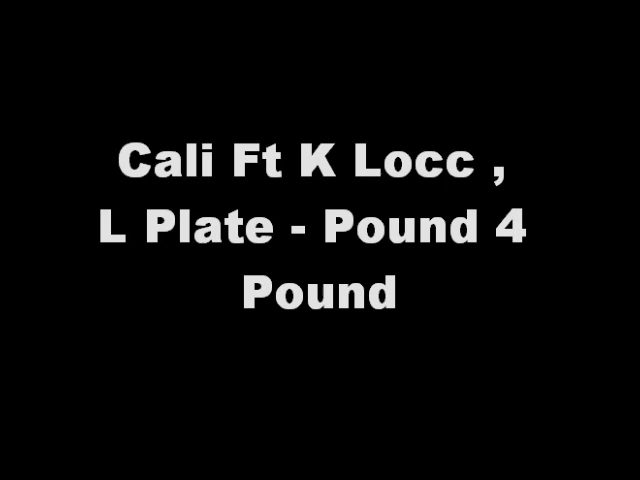 Cali Ft K Locc ,
L Plate - Pound 4
Pound